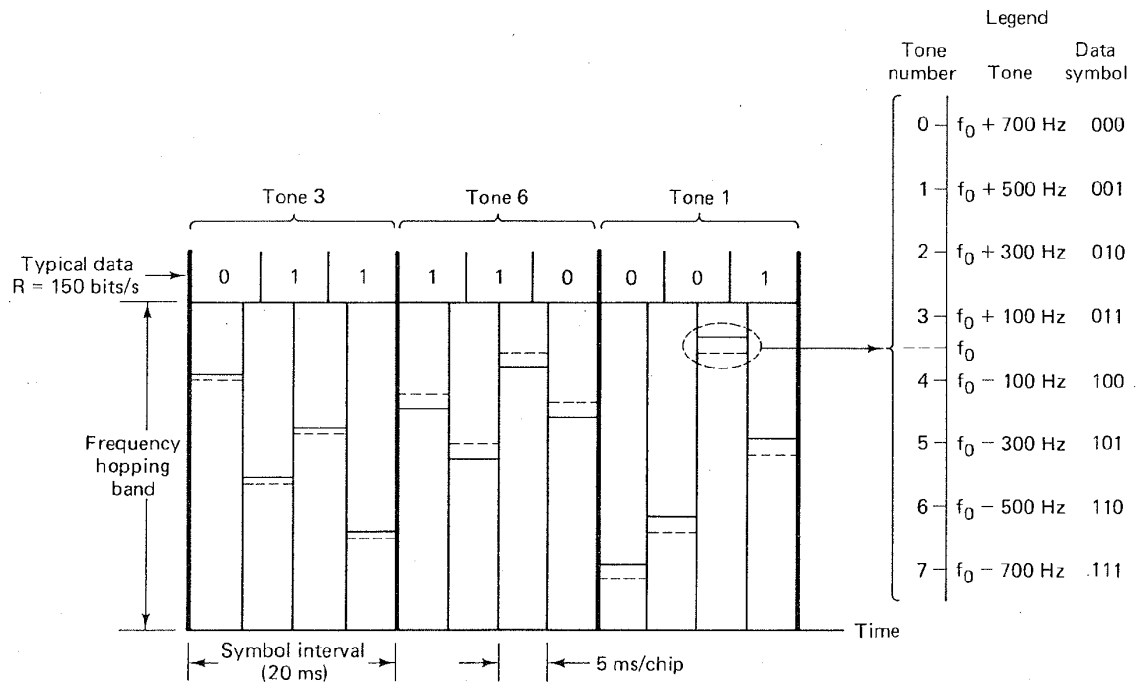 Legend
Tone number
Tone
Data symbol
0 f0 + 700 Hz 000
1 f0 + 500 Hz 001
2 f0 + 300 Hz 010
3 f0 + 100 Hz 011
f0
4 f0 − 100 Hz 100
5 f0 − 300 Hz 101
6 f0 − 500 Hz 110
7 f0 − 700 Hz 111
Tone 3 Tone 6 Tone 1
Typical data
R = 150 bits/s
0 1 1 1 1 0 0 0 1
Frequency
hopping
band
Time
Symbol interval
(20 ms)
5 ms/chip